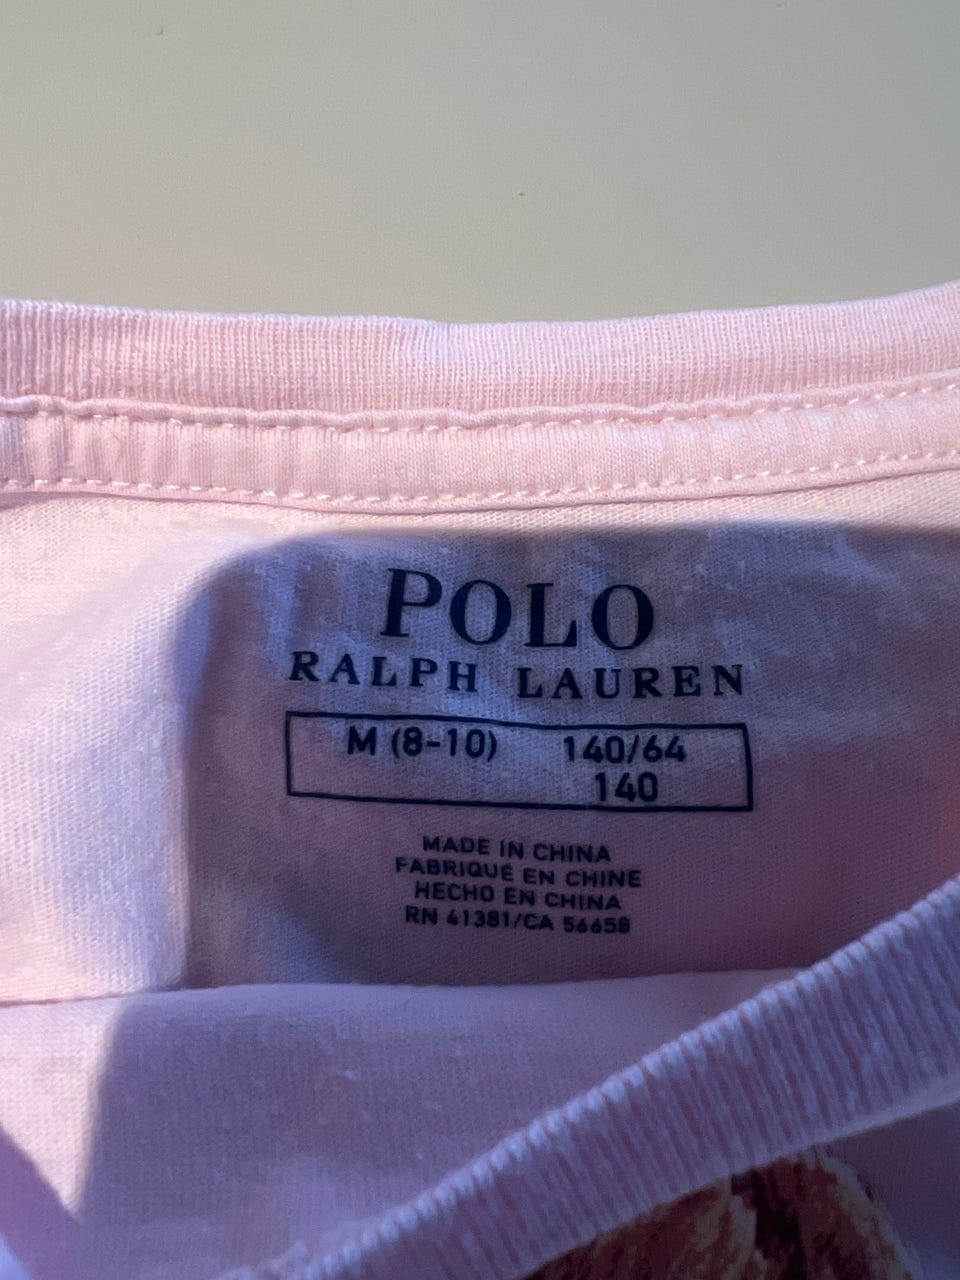 POLO
RALPH LAUREN
M (8-10) 140/64
140
MADE IN CHINA
FABRIQUÉ EN CHINE
HECHO EN CHINA
RN 41381/CA 56658